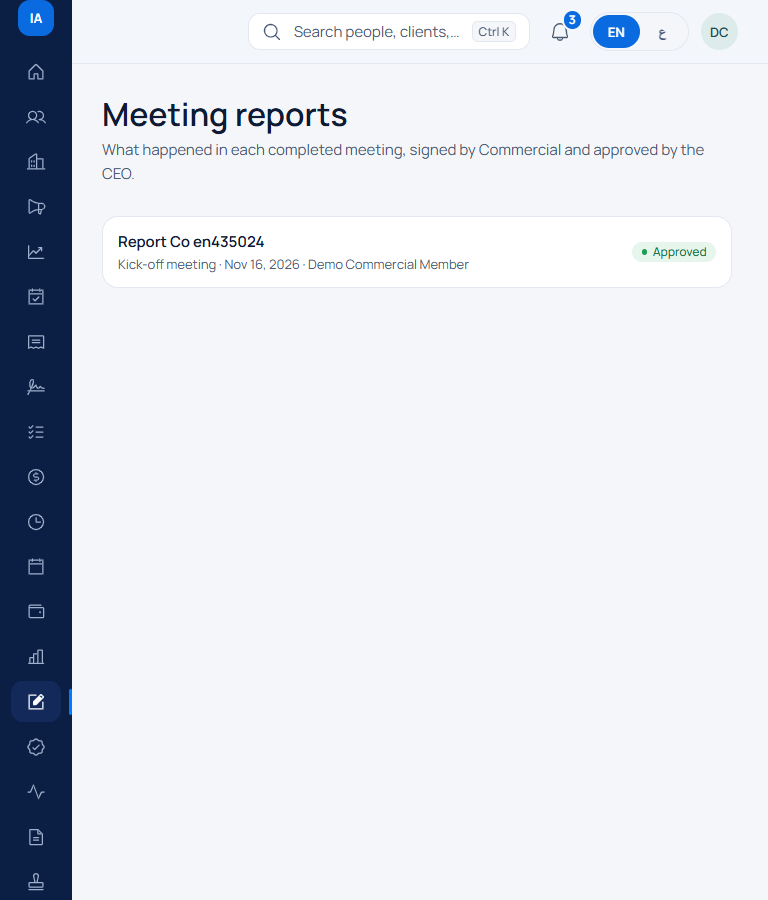 IA
Search people, clients,... Ctrl K
3
EN
ع
DC
Meeting reports
What happened in each completed meeting, signed by Commercial and approved by the
CEO.
Report Co en435024
Kick-off meeting · Nov 16, 2026 · Demo Commercial Member
Approved